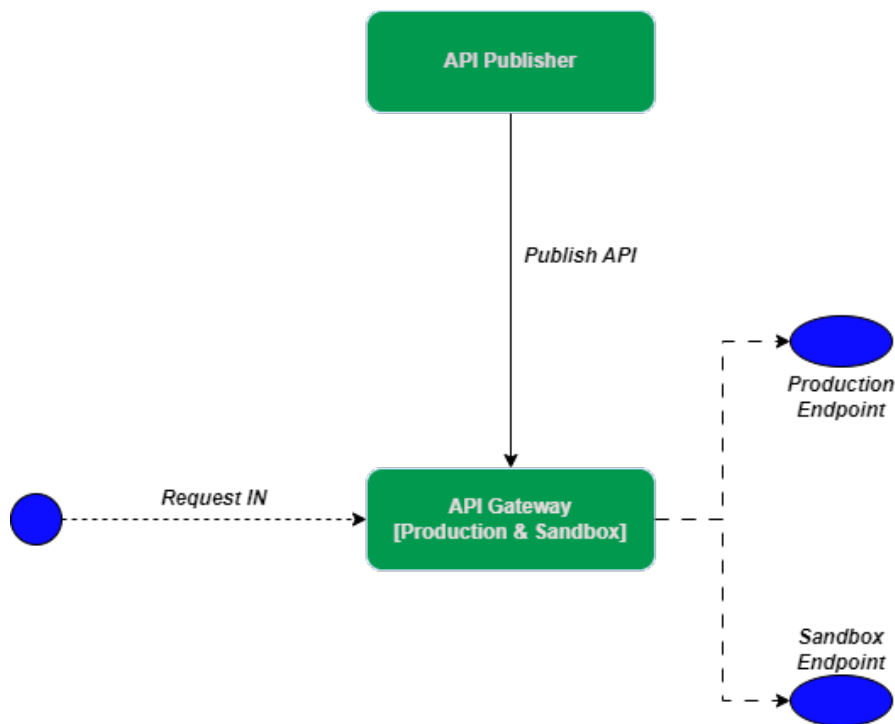 API Publisher
Publish API
Production
Endpoint
Request IN
API Gateway
[Production & Sandbox]
Sandbox
Endpoint